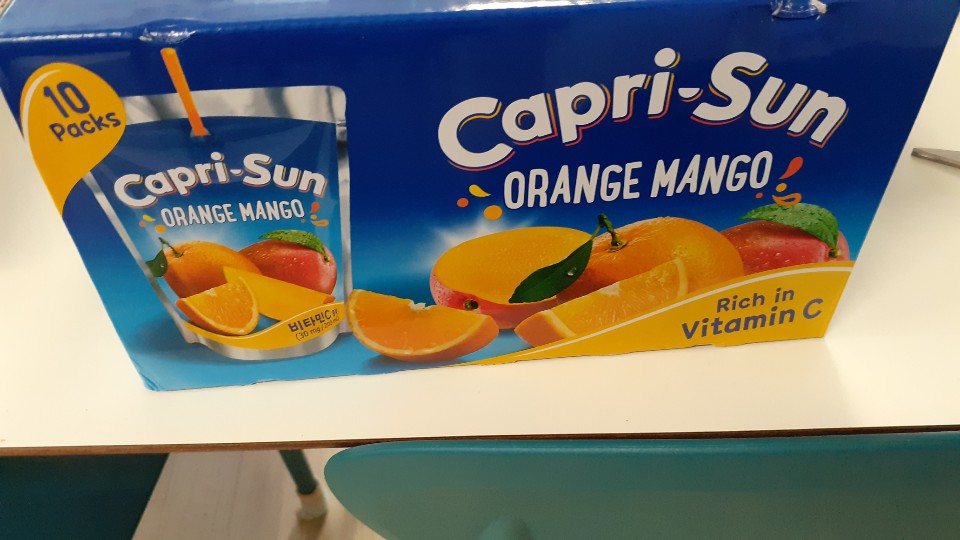 10
Packs
Capri-Sun
ORANGE MANGO
비타민C
Capri-Sun
ORANGE MANGO
Rich in
Vitamin C